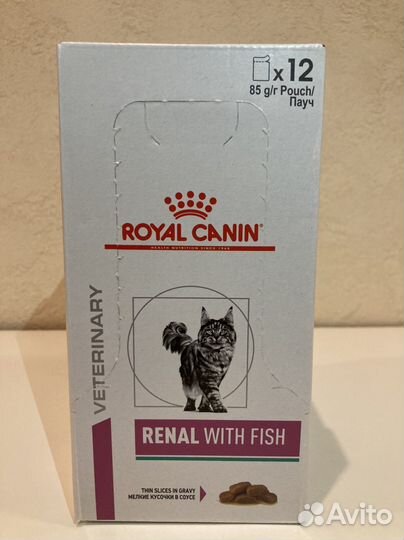 x 12
85 g/г Pouch/
Пауч
ROYAL CANIN
HEALTH NUTRITION SINCE 1968
VETERINARY
RENAL WITH FISH
THIN SLICES IN GRAVY
МЕЛКИЕ КУСОЧКИ В СОУСЕ
Avito